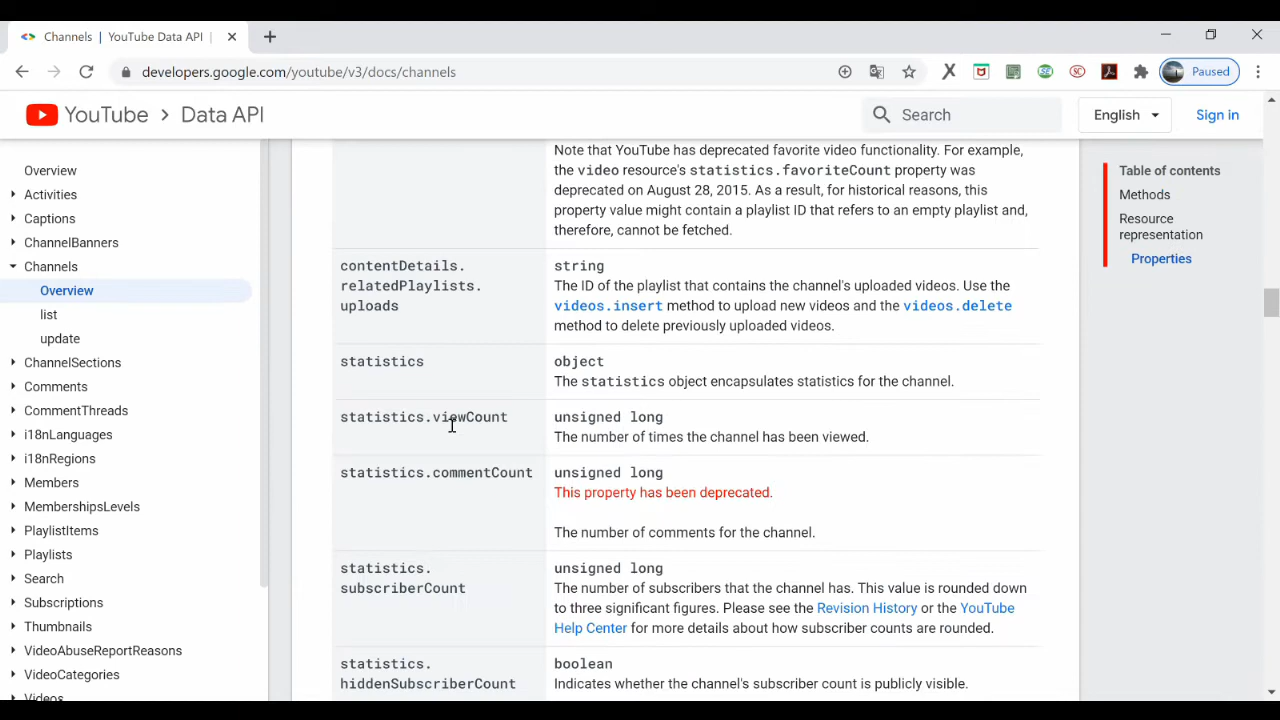 Channels | YouTube Data API |
developers.google.com/youtube/v3/docs/channels
Paused
YouTube > Data API
Search
English
Sign in
Overview
Activities
Captions
ChannelBanners
Channels
Overview
list
update
ChannelSections
Comments
CommentThreads
i18nLanguages
i18nRegions
Members
MembershipsLevels
PlaylistItems
Playlists
Search
Subscriptions
Thumbnails
VideoAbuseReportReasons
VideoCategories
Videos
Note that YouTube has deprecated favorite video functionality. For example,
the video resource's statistics.favoriteCount property was
deprecated on August 28, 2015. As a result, for historical reasons, this
property value might contain a playlist ID that refers to an empty playlist and,
therefore, cannot be fetched.
contentDetails.
relatedPlaylists.
uploads
string
The ID of the playlist that contains the channel's uploaded videos. Use the
videos.insert method to upload new videos and the videos.delete
method to delete previously uploaded videos.
statistics
object
The statistics object encapsulates statistics for the channel.
statistics.viewCount
unsigned long
The number of times the channel has been viewed.
statistics.commentCount
unsigned long
This property has been deprecated.
The number of comments for the channel.
statistics.
subscriberCount
unsigned long
The number of subscribers that the channel has. This value is rounded down
to three significant figures. Please see the Revision History or the YouTube
Help Center for more details about how subscriber counts are rounded.
statistics.
hiddenSubscriberCount
boolean
Indicates whether the channel's subscriber count is publicly visible.
Table of contents
Methods
Resource
representation
Properties